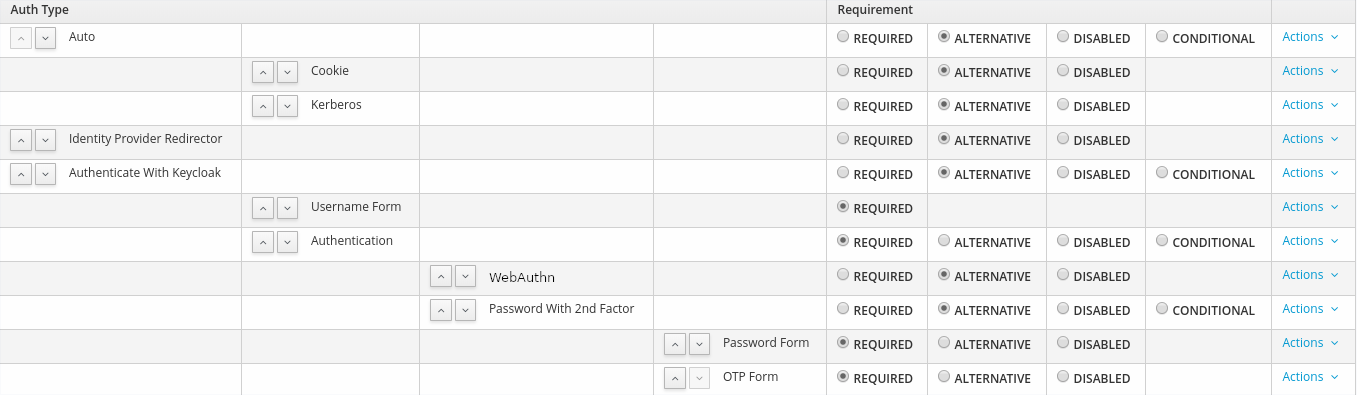 Auth Type Requirement
Auto REQUIRED ALTERNATIVE DISABLED CONDITIONAL Actions
Cookie REQUIRED ALTERNATIVE DISABLED Actions
Kerberos REQUIRED ALTERNATIVE DISABLED Actions
Identity Provider Redirector REQUIRED ALTERNATIVE DISABLED Actions
Authenticate With Keycloak REQUIRED ALTERNATIVE DISABLED CONDITIONAL Actions
Username Form REQUIRED Actions
Authentication REQUIRED ALTERNATIVE DISABLED CONDITIONAL Actions
WebAuthn REQUIRED ALTERNATIVE DISABLED Actions
Password With 2nd Factor REQUIRED ALTERNATIVE DISABLED CONDITIONAL Actions
Password Form REQUIRED ALTERNATIVE DISABLED Actions
OTP Form REQUIRED ALTERNATIVE DISABLED Actions